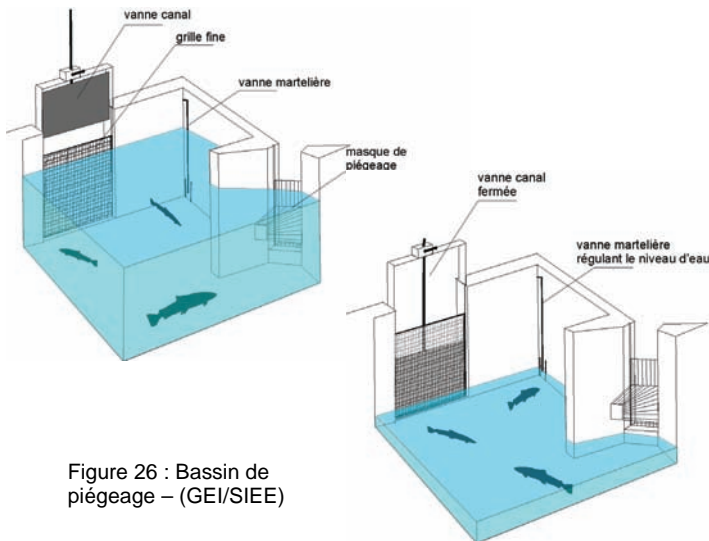 vanne canal
grille fine
vanne martelière
masque de
piégeage
vanne canal
fermée
vanne martelière
régulant le niveau d'eau
Figure 26 : Bassin de
piégeage – (GEI/SIEE)